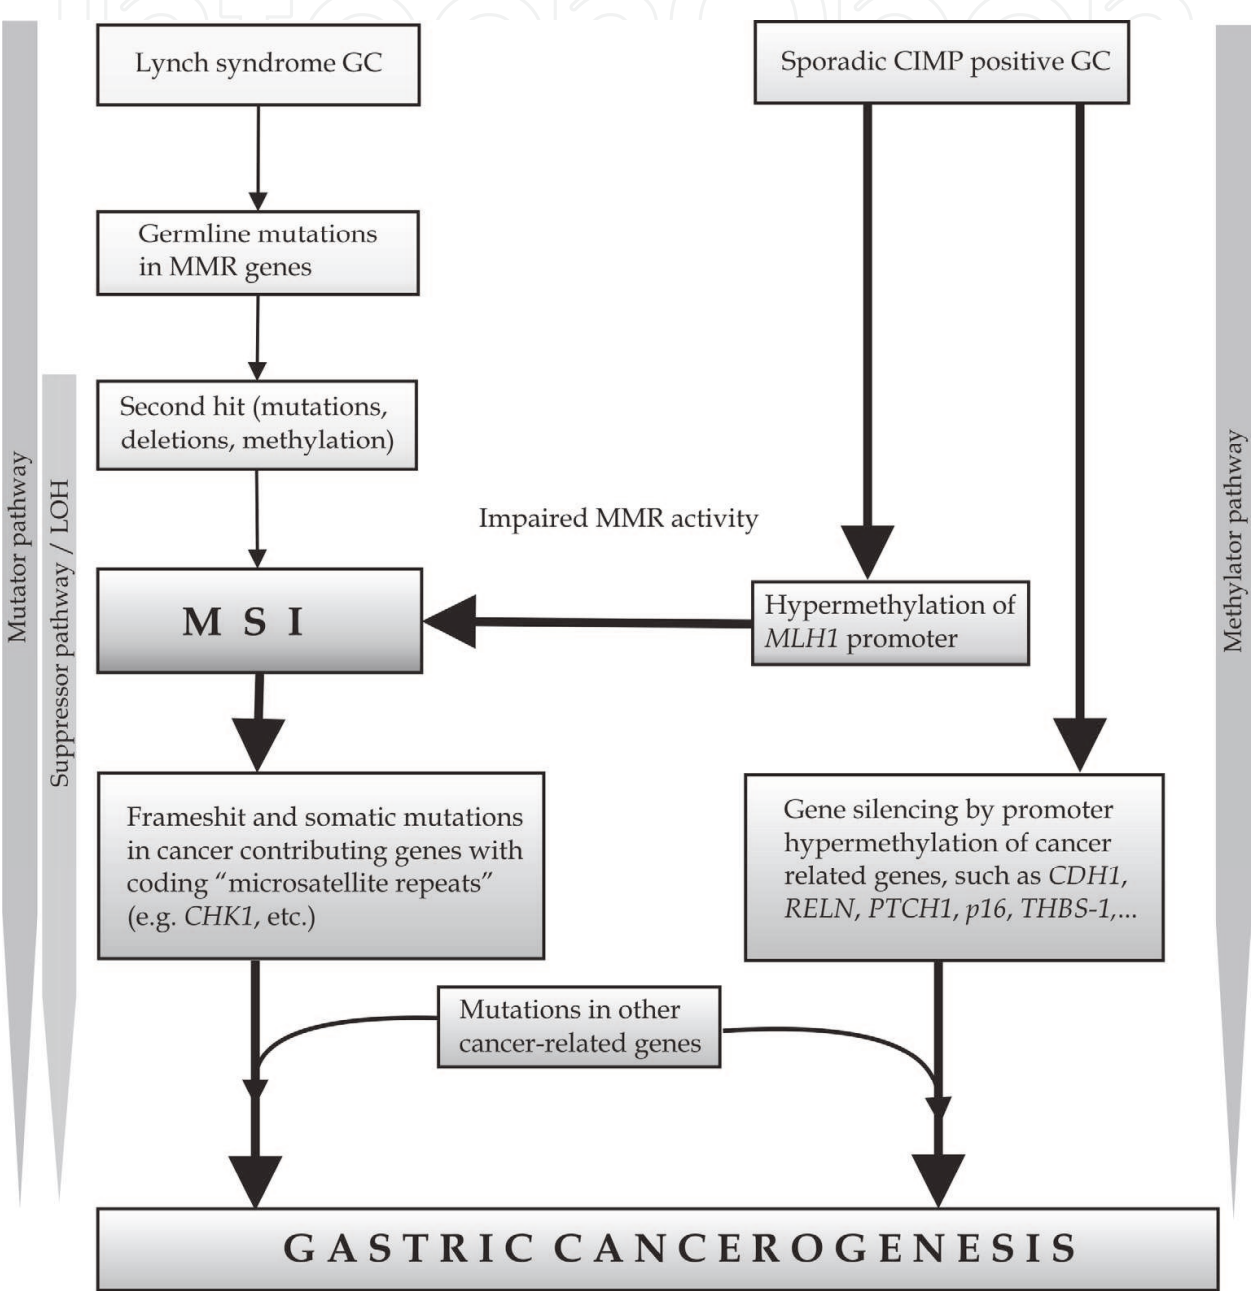 Lynch syndrome GC
Sporadic CIMP positive GC
Germline mutations
in MMR genes
Second hit (mutations,
deletions, methylation)
Mutator pathway
Suppressor pathway / LOH
Methylator pathway
Impaired MMR activity
M S I
Hypermethylation of
MLH1 promoter
Frameshit and somatic mutations
in cancer contributing genes with
coding “microsatellite repeats”
(e.g. CHK1, etc.)
Gene silencing by promoter
hypermethylation of cancer
related genes, such as CDH1,
RELN, PTCH1, p16, THBS-1,...
Mutations in other
cancer-related genes
GASTRIC CANCEROGENESIS